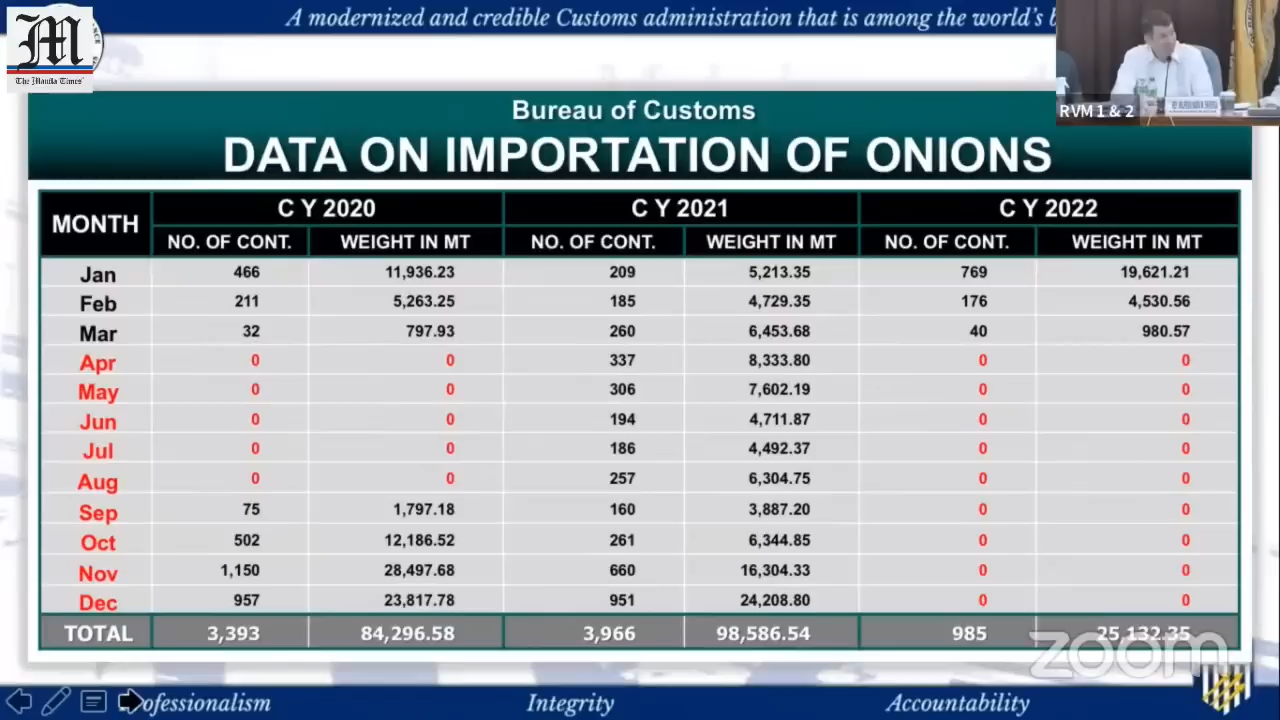 A modernized and credible Customs administration that is among the world's
M
The Manila Times
RVM 1 & 2
Bureau of Customs
DATA ON IMPORTATION OF ONIONS
MONTH C Y 2020 C Y 2021 C Y 2022
NO. OF CONT. WEIGHT IN MT NO. OF CONT. WEIGHT IN MT NO. OF CONT. WEIGHT IN MT
Jan 466 11,936.23 209 5,213.35 769 19,621.21
Feb 211 5,263.25 185 4,729.35 176 4,530.56
Mar 32 797.93 260 6,453.68 40 980.57
Apr 0 0 337 8,333.80 0 0
May 0 0 306 7,602.19 0 0
Jun 0 0 194 4,711.87 0 0
Jul 0 0 186 4,492.37 0 0
Aug 0 0 257 6,304.75 0 0
Sep 75 1,797.18 160 3,887.20 0 0
Oct 502 12,186.52 261 6,344.85 0 0
Nov 1,150 28,497.68 660 16,304.33 0 0
Dec 957 23,817.78 951 24,208.80 0 0
TOTAL 3,393 84,296.58 3,966 98,586.54 985 25,132.35
zoom
ofessionalism Integrity Accountability